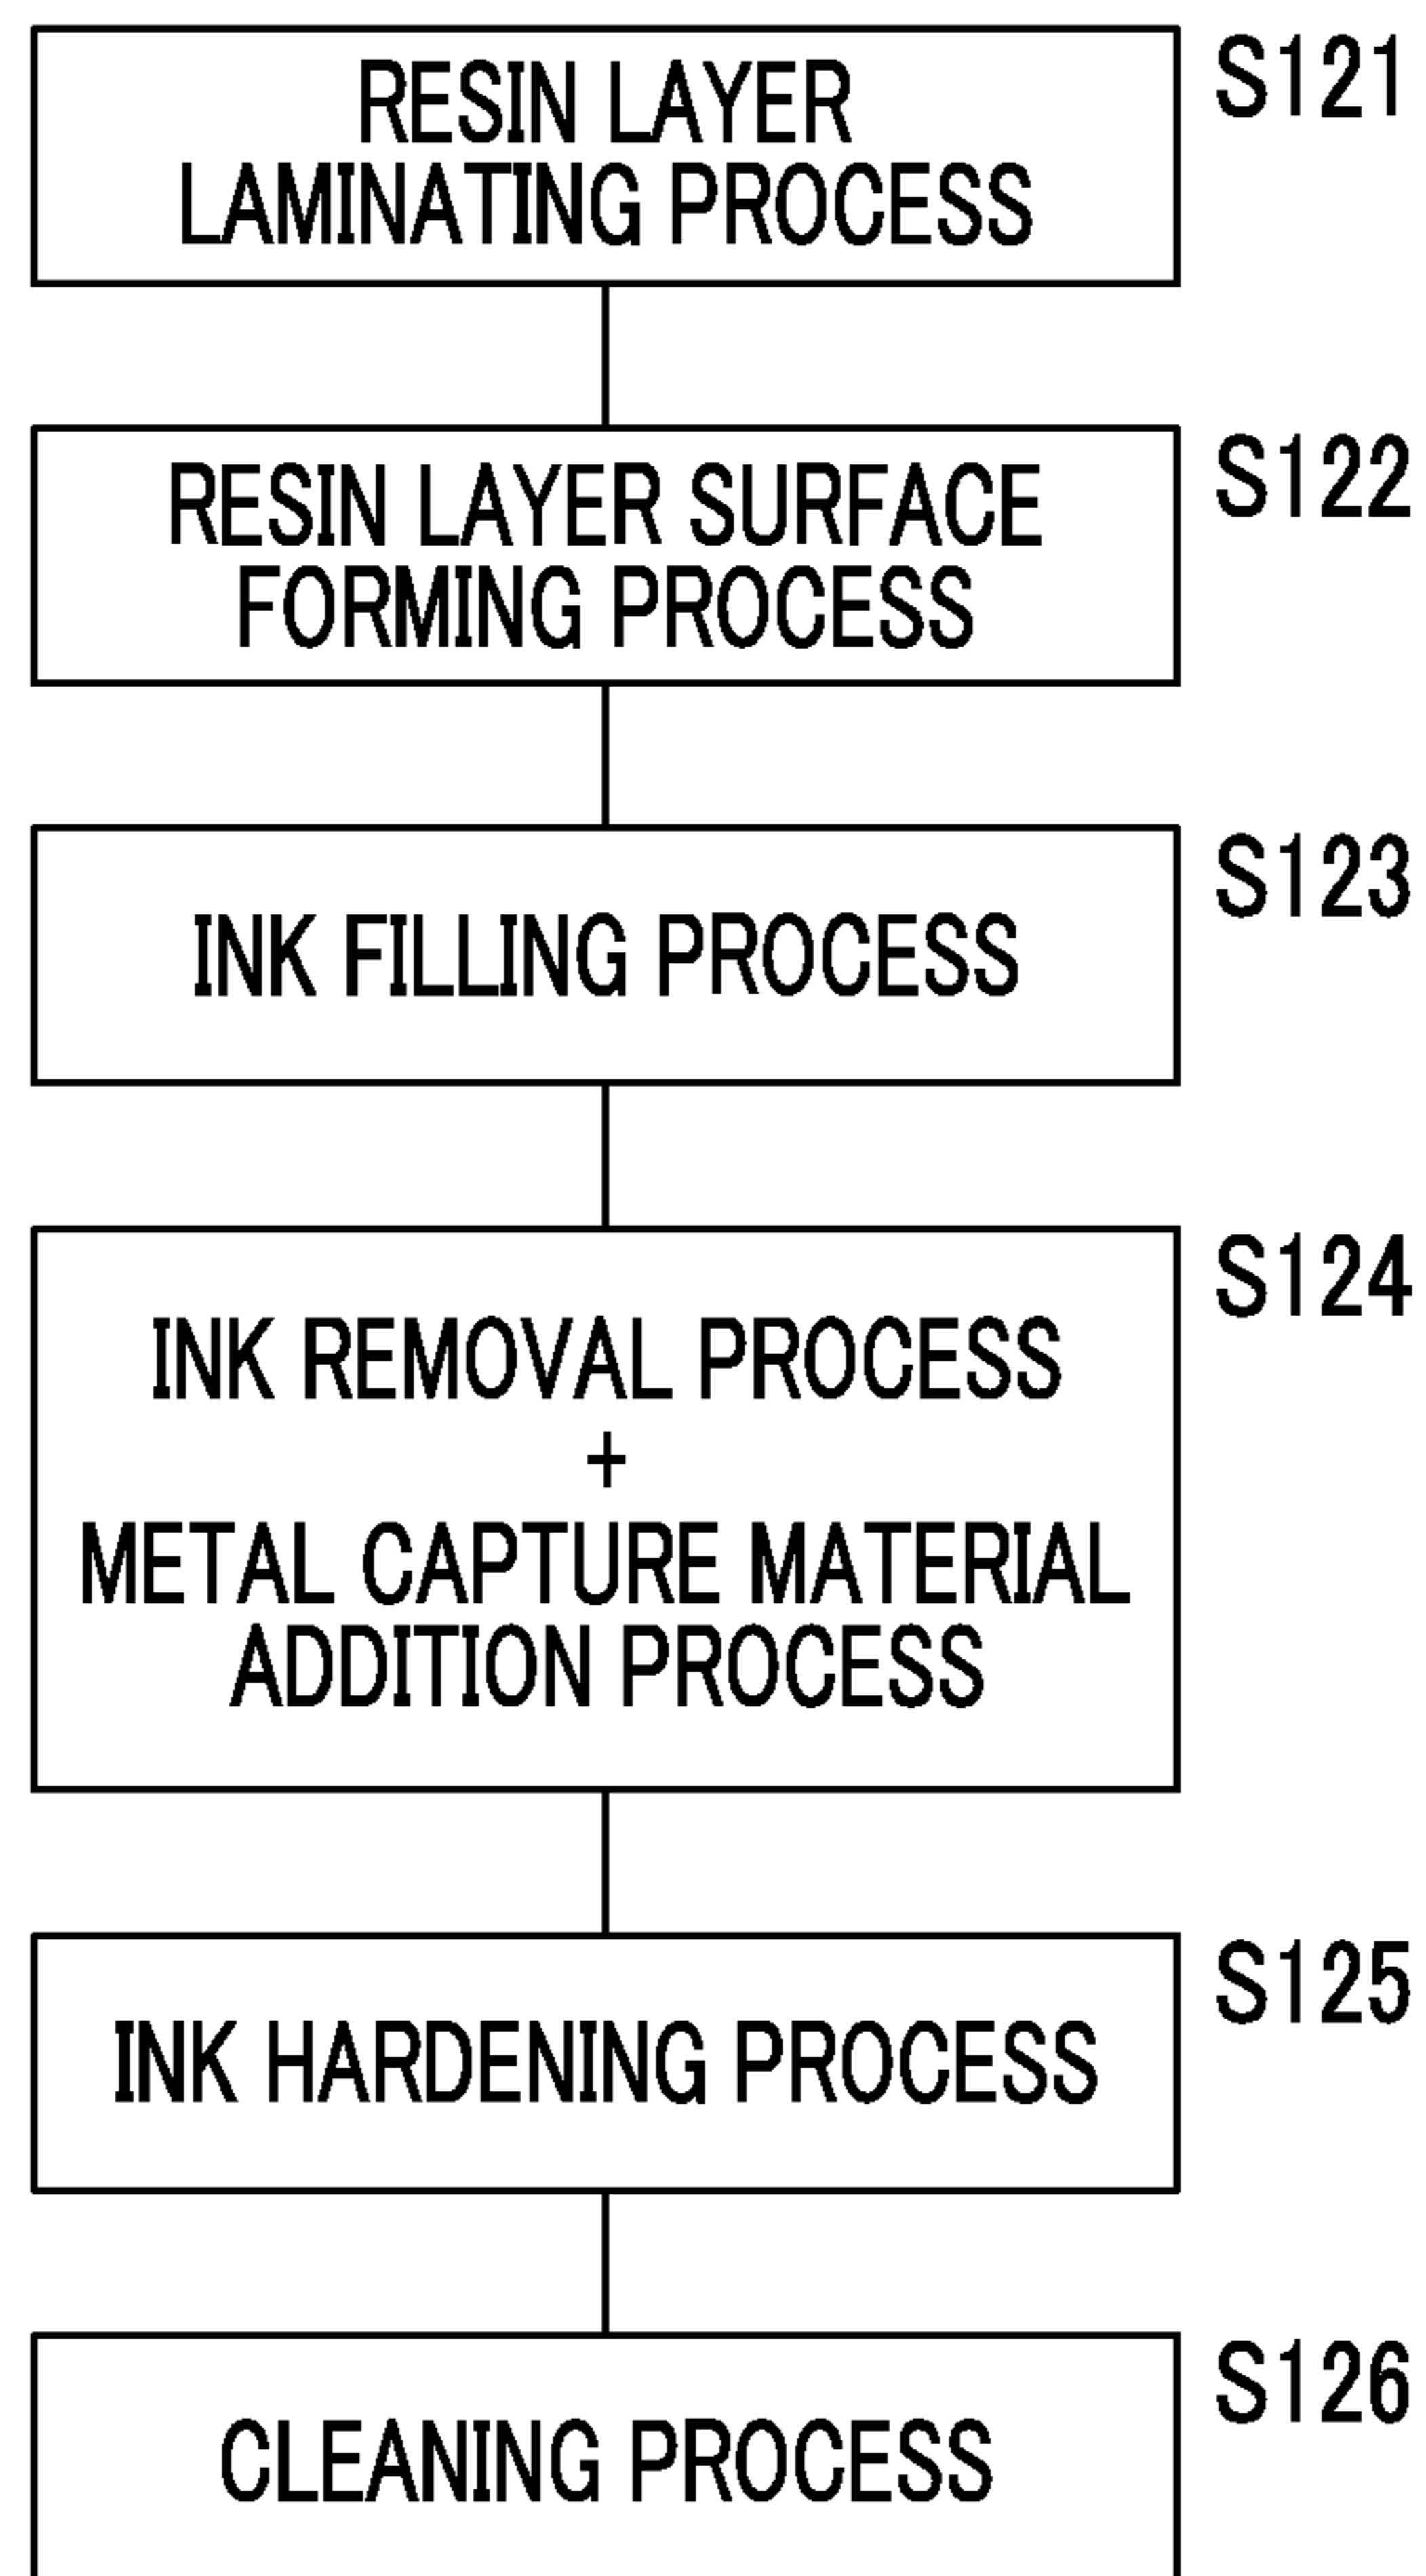 RESIN LAYER
LAMINATING PROCESS
S121
RESIN LAYER SURFACE
FORMING PROCESS
S122
INK FILLING PROCESS
S123
INK REMOVAL PROCESS
+
METAL CAPTURE MATERIAL
ADDITION PROCESS
S124
INK HARDENING PROCESS
S125
CLEANING PROCESS
S126